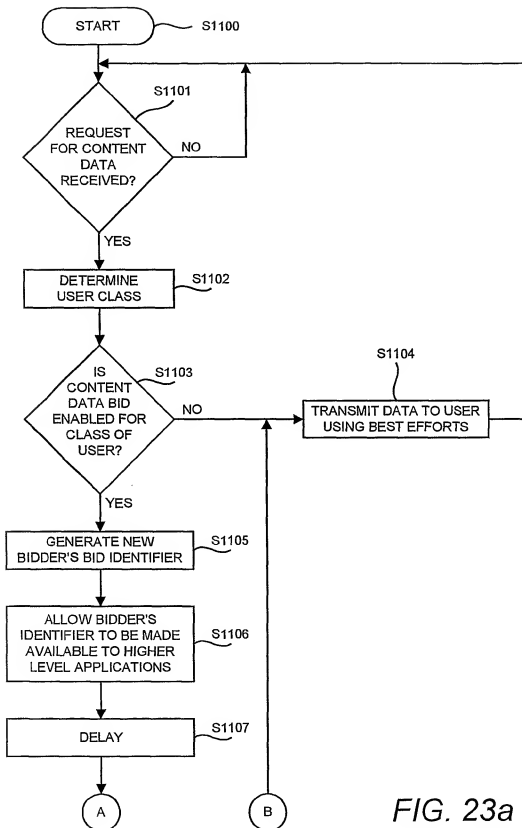 START
S1100
S1101
REQUEST
FOR CONTENT
DATA
RECEIVED?
NO
YES
DETERMINE
USER CLASS
S1102
IS
CONTENT
DATA BID
ENABLED FOR
CLASS OF
USER?
S1103
NO
S1104
TRANSMIT DATA TO USER
USING BEST EFFORTS
YES
GENERATE NEW
BIDDER'S BID IDENTIFIER
S1105
ALLOW BIDDER'S
IDENTIFIER TO BE MADE
AVAILABLE TO HIGHER
LEVEL APPLICATIONS
S1106
DELAY
S1107
A
B
FIG. 23a